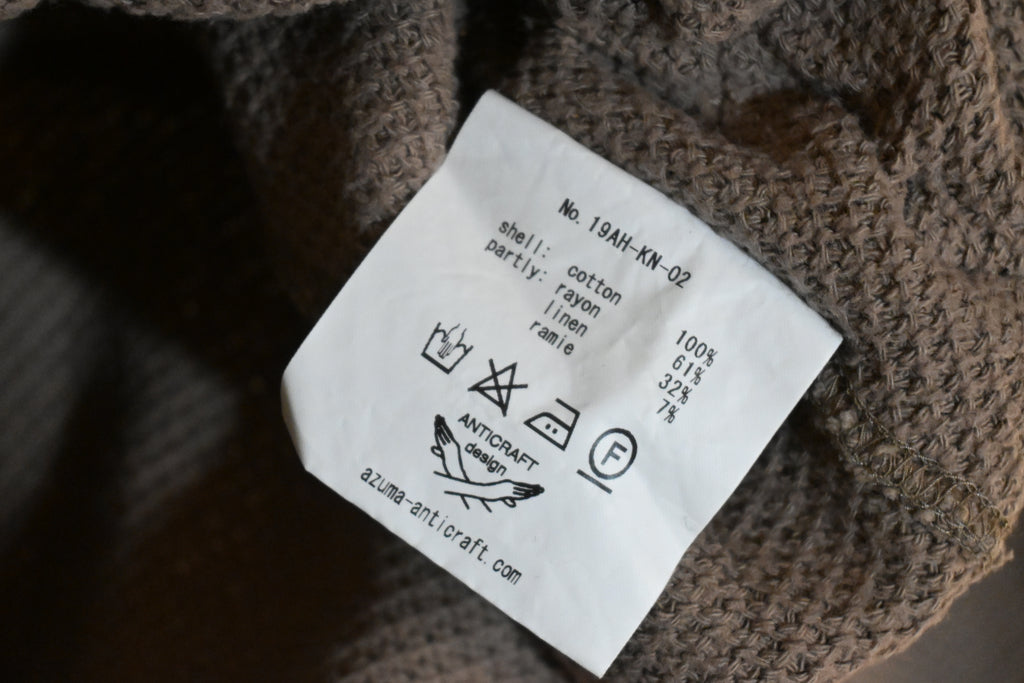 No. 19AH-KN-02
shell: cotton 100%
partly: rayon 61%
linen 32%
ramie 7%
F
ANTICRAFT
design
azuma-anticraft.com